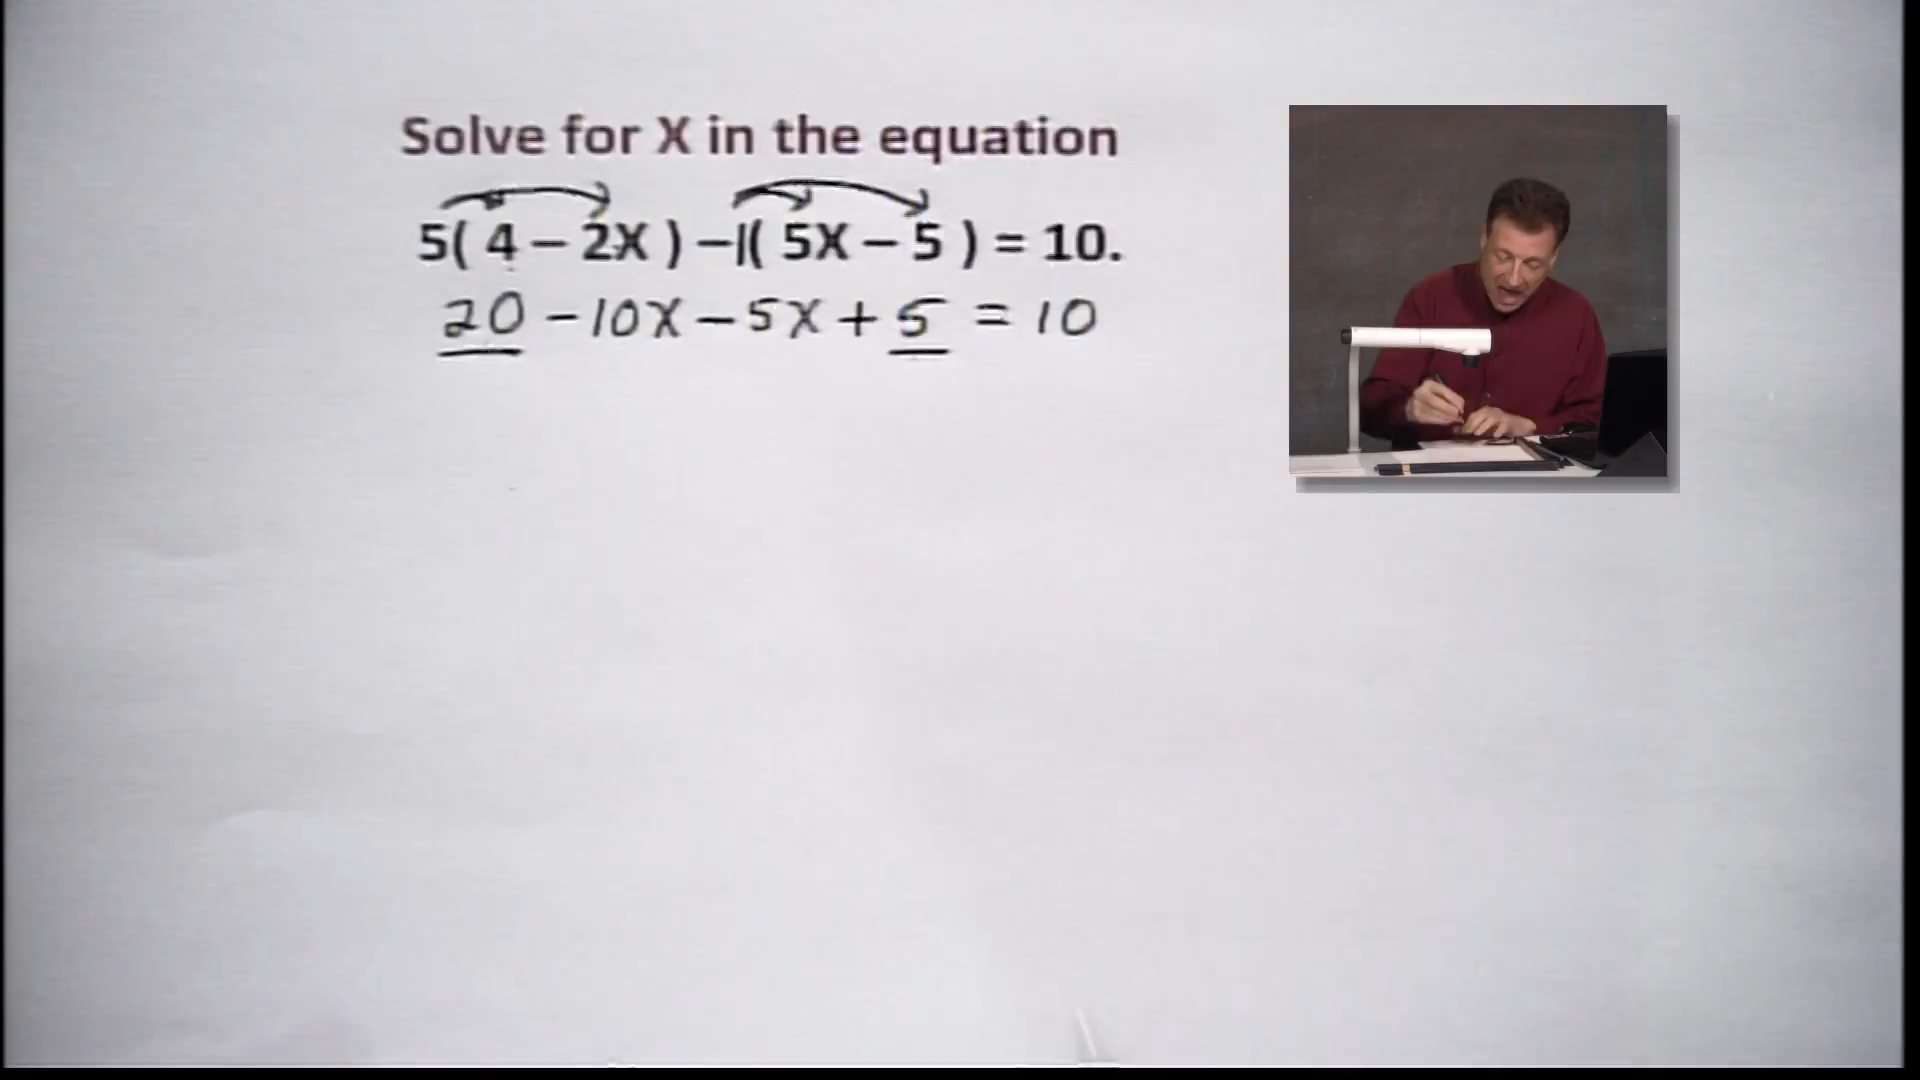 Solve for X in the equation
5( 4 – 2X ) –1( 5X – 5 ) = 10.
20 – 10X – 5X + 5 = 10